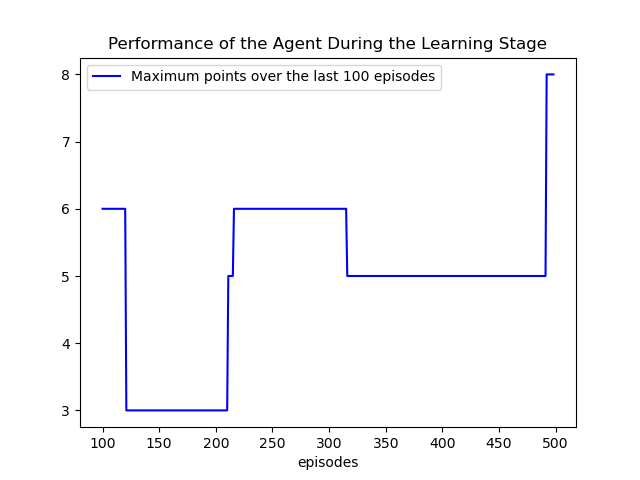 Performance of the Agent During the Learning Stage
Maximum points over the last 100 episodes
8
7
6
5
4
3
100 150 200 250 300 350 400 450 500
episodes